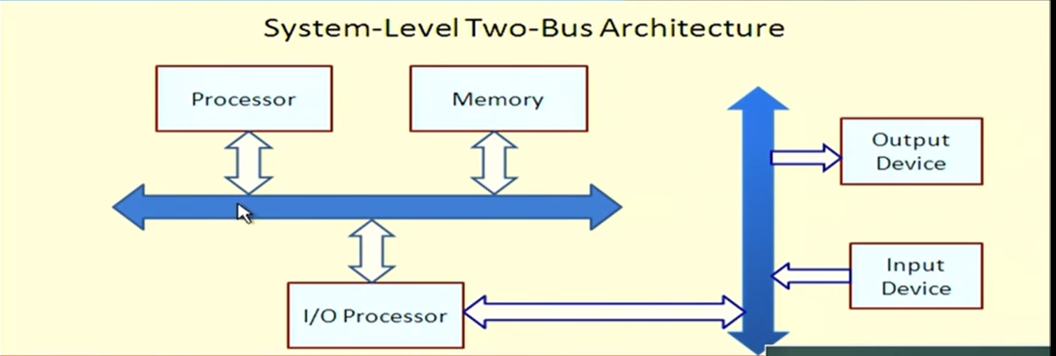 System-Level Two-Bus Architecture
Processor
Memory
Output
Device
Input
Device
I/O Processor